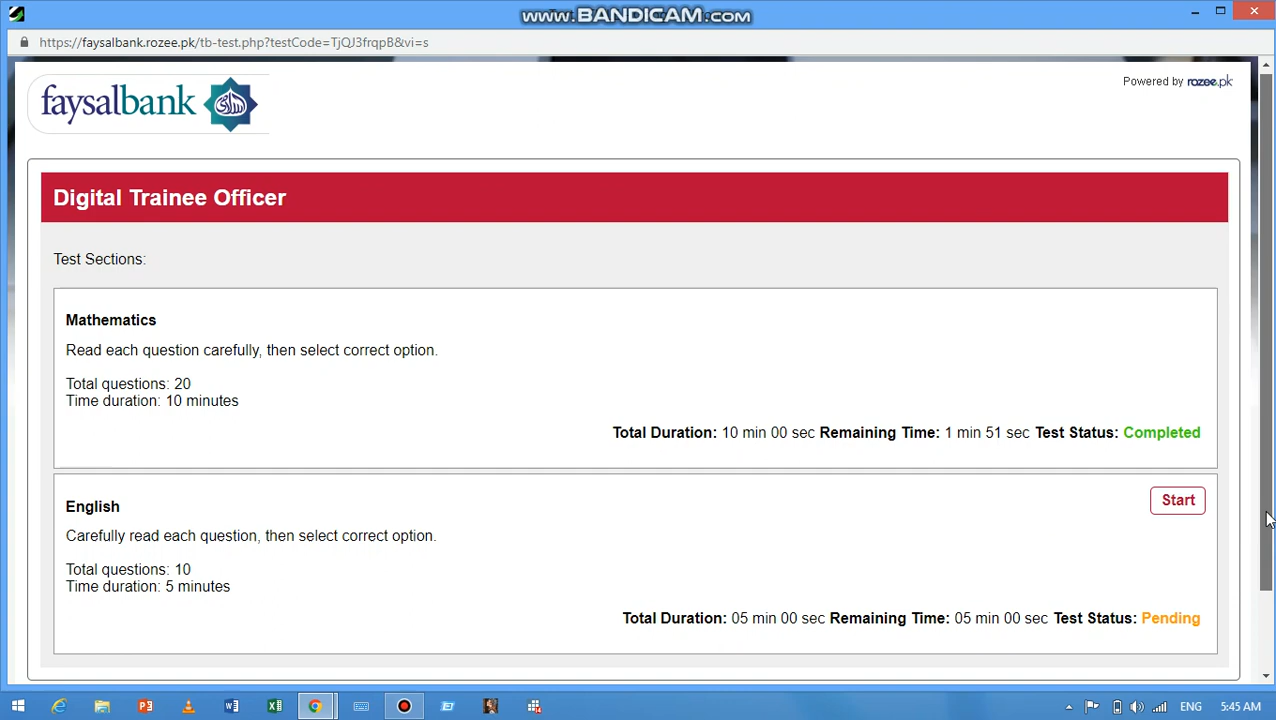 www.BANDICAM.com
https://faysalbank.rozee.pk/tb-test.php?testCode=TjQJ3frqpB&vi=s
faysalbank
Powered by rozee.pk
Digital Trainee Officer
Test Sections:
Mathematics
Read each question carefully, then select correct option.
Total questions: 20
Time duration: 10 minutes
Total Duration: 10 min 00 sec Remaining Time: 1 min 51 sec Test Status: Completed
English
Start
Carefully read each question, then select correct option.
Total questions: 10
Time duration: 5 minutes
Total Duration: 05 min 00 sec Remaining Time: 05 min 00 sec Test Status: Pending
ENG 5:45 AM